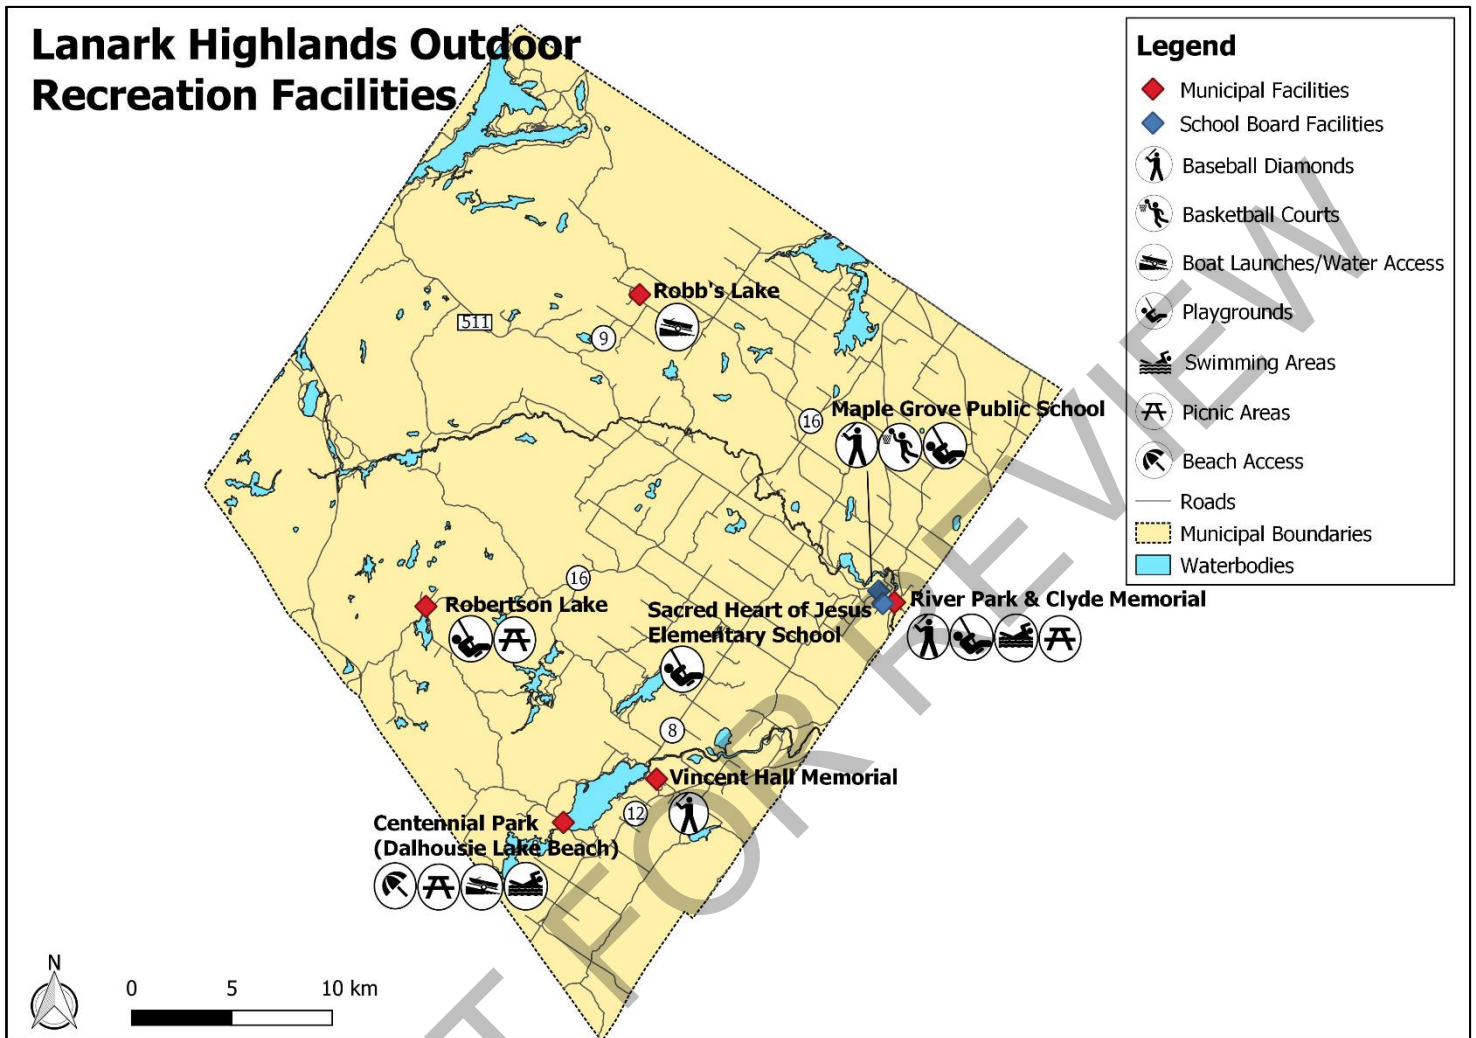 Lanark Highlands Outdoor
Recreation Facilities
Legend
Municipal Facilities
School Board Facilities
Baseball Diamonds
Basketball Courts
Boat Launches/Water Access
Playgrounds
Swimming Areas
Picnic Areas
Beach Access
Roads
Municipal Boundaries
Waterbodies
Robb's Lake
511
9
16
Maple Grove Public School
16
Robertson Lake
Sacred Heart of Jesus
Elementary School
River Park & Clyde Memorial
8
Vincent Hall Memorial
12
Centennial Park
(Dalhousie Lake Beach)
N
0 5 10 km
T FOR REVIEW